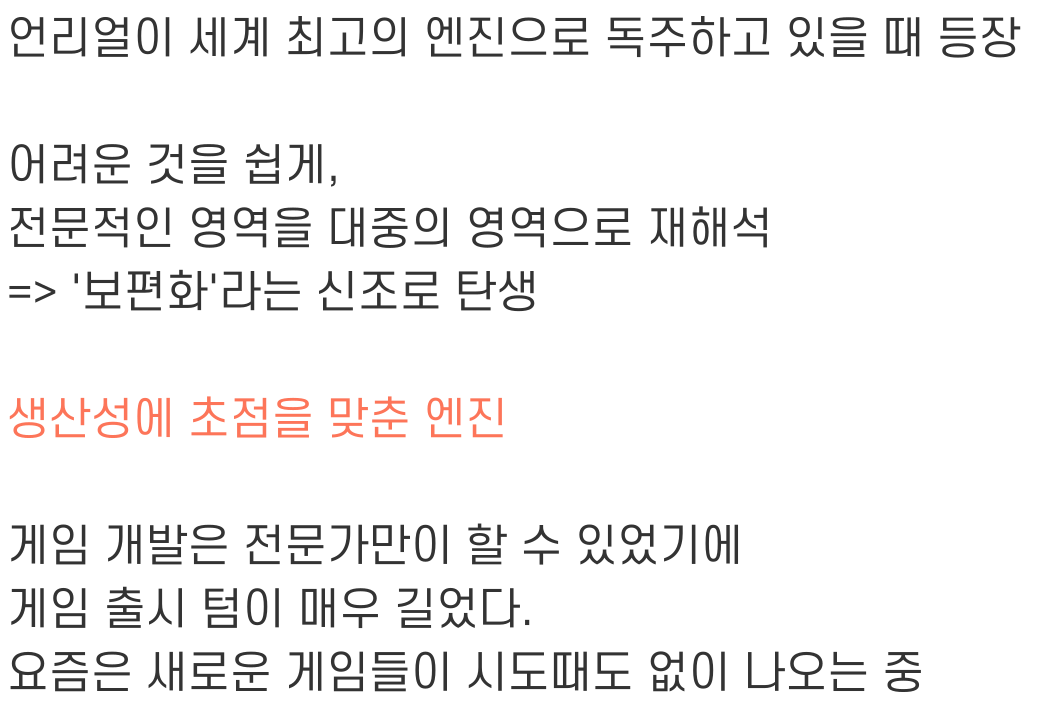 언리얼이 세계 최고의 엔진으로 독주하고 있을 때 등장
어려운 것을 쉽게,
전문적인 영역을 대중의 영역으로 재해석
=> '보편화'라는 신조로 탄생
생산성에 초점을 맞춘 엔진
게임 개발은 전문가만이 할 수 있었기에
게임 출시 텀이 매우 길었다.
요즘은 새로운 게임들이 시도때도 없이 나오는 중